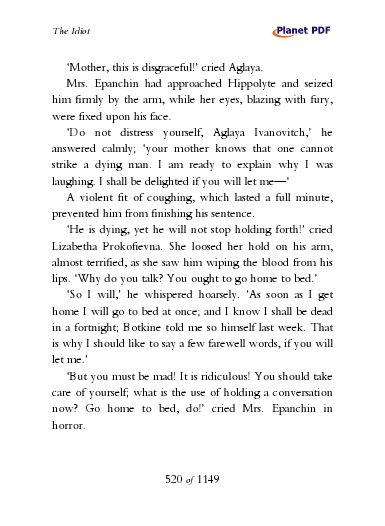 The Idiot
Planet PDF
‘Mother, this is disgraceful!’ cried Aglaya.
Mrs. Epanchin had approached Hippolyte and seized
him firmly by the arm, while her eyes, blazing with fury,
were fixed upon his face.
‘Do not distress yourself, Aglaya Ivanovitch,’ he
answered calmly; ‘your mother knows that one cannot
strike a dying man. I am ready to explain why I was
laughing. I shall be delighted if you will let me—‘
A violent fit of coughing, which lasted a full minute,
prevented him from finishing his sentence.
‘He is dying, yet he will not stop holding forth!’ cried
Lizabetha Prokofievna. She loosed her hold on his arm,
almost terrified, as she saw him wiping the blood from his
lips. ‘Why do you talk? You ought to go home to bed.’
‘So I will,’ he whispered hoarsely. ‘As soon as I get
home I will go to bed at once; and I know I shall be dead
in a fortnight; Botkine told me so himself last week. That
is why I should like to say a few farewell words, if you will
let me.’
‘But you must be mad! It is ridiculous! You should take
care of yourself; what is the use of holding a conversation
now? Go home to bed, do!’ cried Mrs. Epanchin in
horror.
520 of 1149